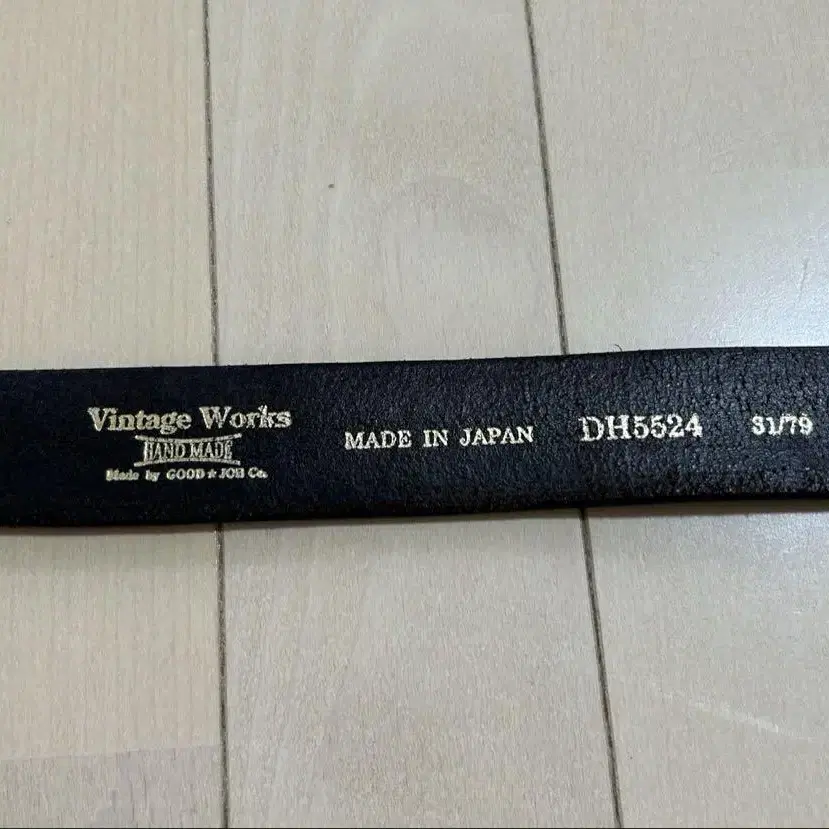 Vintage Works
HAND MADE
Made by GOOD★JOB Co.
MADE IN JAPAN
DH5524
31/79